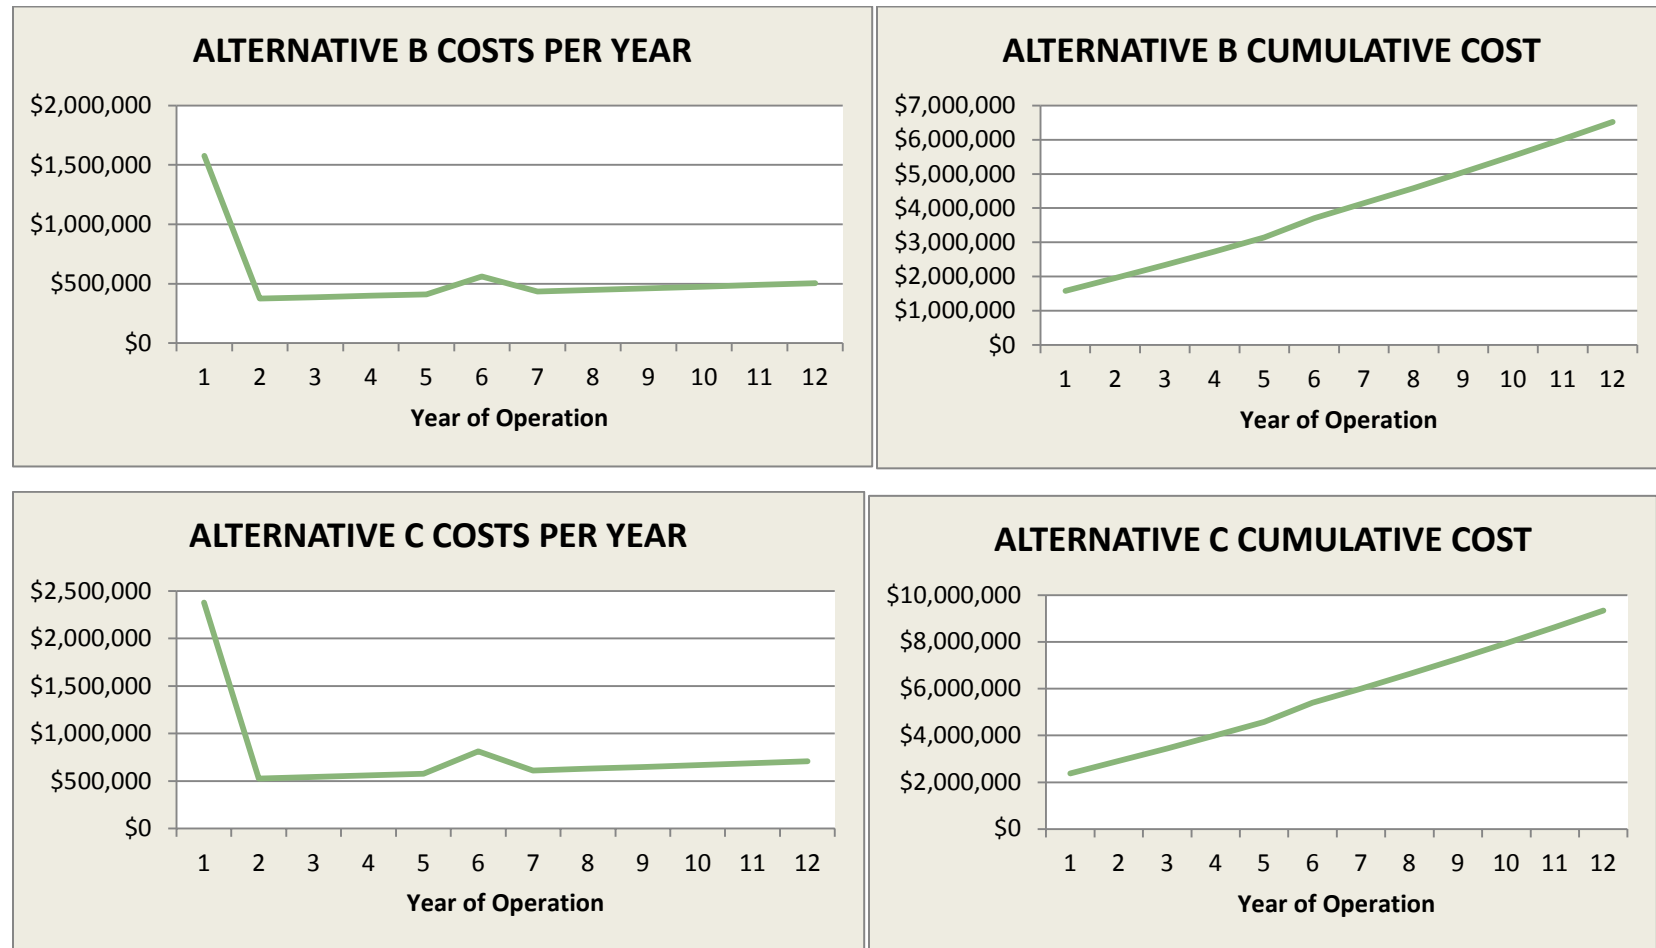 ALTERNATIVE B COSTS PER YEAR
$2,000,000
$1,500,000
$1,000,000
$500,000
$0
1 2 3 4 5 6 7 8 9 10 11 12
Year of Operation
ALTERNATIVE B CUMULATIVE COST
$7,000,000
$6,000,000
$5,000,000
$4,000,000
$3,000,000
$2,000,000
$1,000,000
$0
1 2 3 4 5 6 7 8 9 10 11 12
Year of Operation
ALTERNATIVE C COSTS PER YEAR
$2,500,000
$2,000,000
$1,500,000
$1,000,000
$500,000
$0
1 2 3 4 5 6 7 8 9 10 11 12
Year of Operation
ALTERNATIVE C CUMULATIVE COST
$10,000,000
$8,000,000
$6,000,000
$4,000,000
$2,000,000
$0
1 2 3 4 5 6 7 8 9 10 11 12
Year of Operation